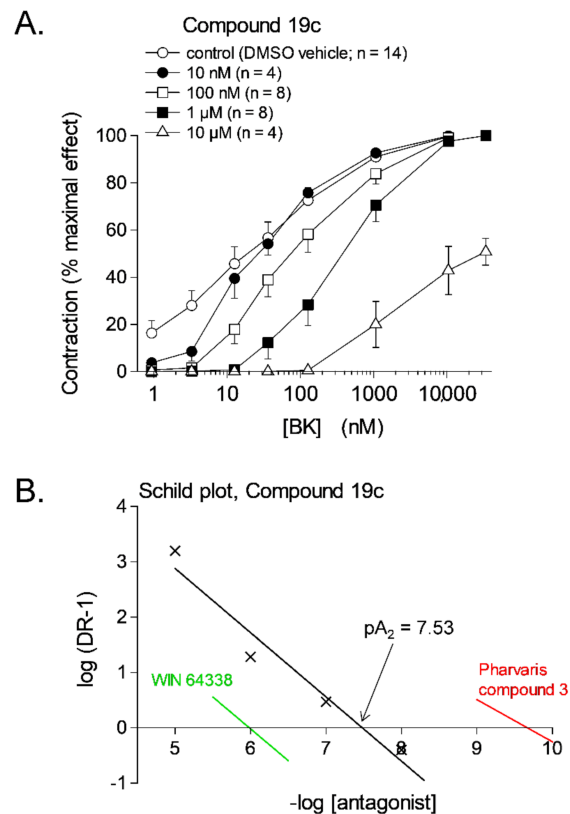 A.
Compound 19c
control (DMSO vehicle; n = 14)
10 nM (n = 4)
100 nM (n = 8)
1 µM (n = 8)
10 µM (n = 4)
Contraction (% maximal effect)
100
80
60
40
20
0
1 10 100 1000 10,000
[BK] (nM)
B.
Schild plot, Compound 19c
log (DR-1)
4
3
2
1
0
-1
pA2 = 7.53
WIN 64338
Pharvaris
compound 3
5 6 7 8 9 10
-log [antagonist]